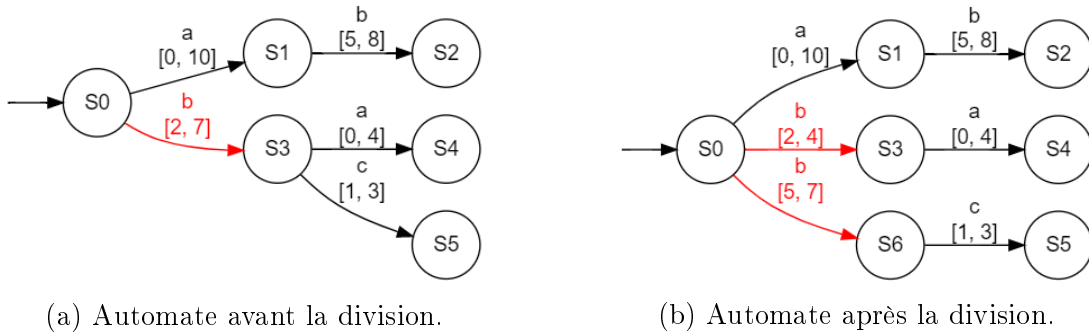 a
[0, 10]
b
[5, 8]
S0
S1
S2
b
[2, 7]
S3
a
[0, 4]
S4
c
[1, 3]
S5
(a) Automate avant la division.
a
[0, 10]
b
[5, 8]
S1
S2
S0
b
[2, 4]
b
[5, 7]
S3
a
[0, 4]
S4
S6
c
[1, 3]
S5
(b) Automate après la division.